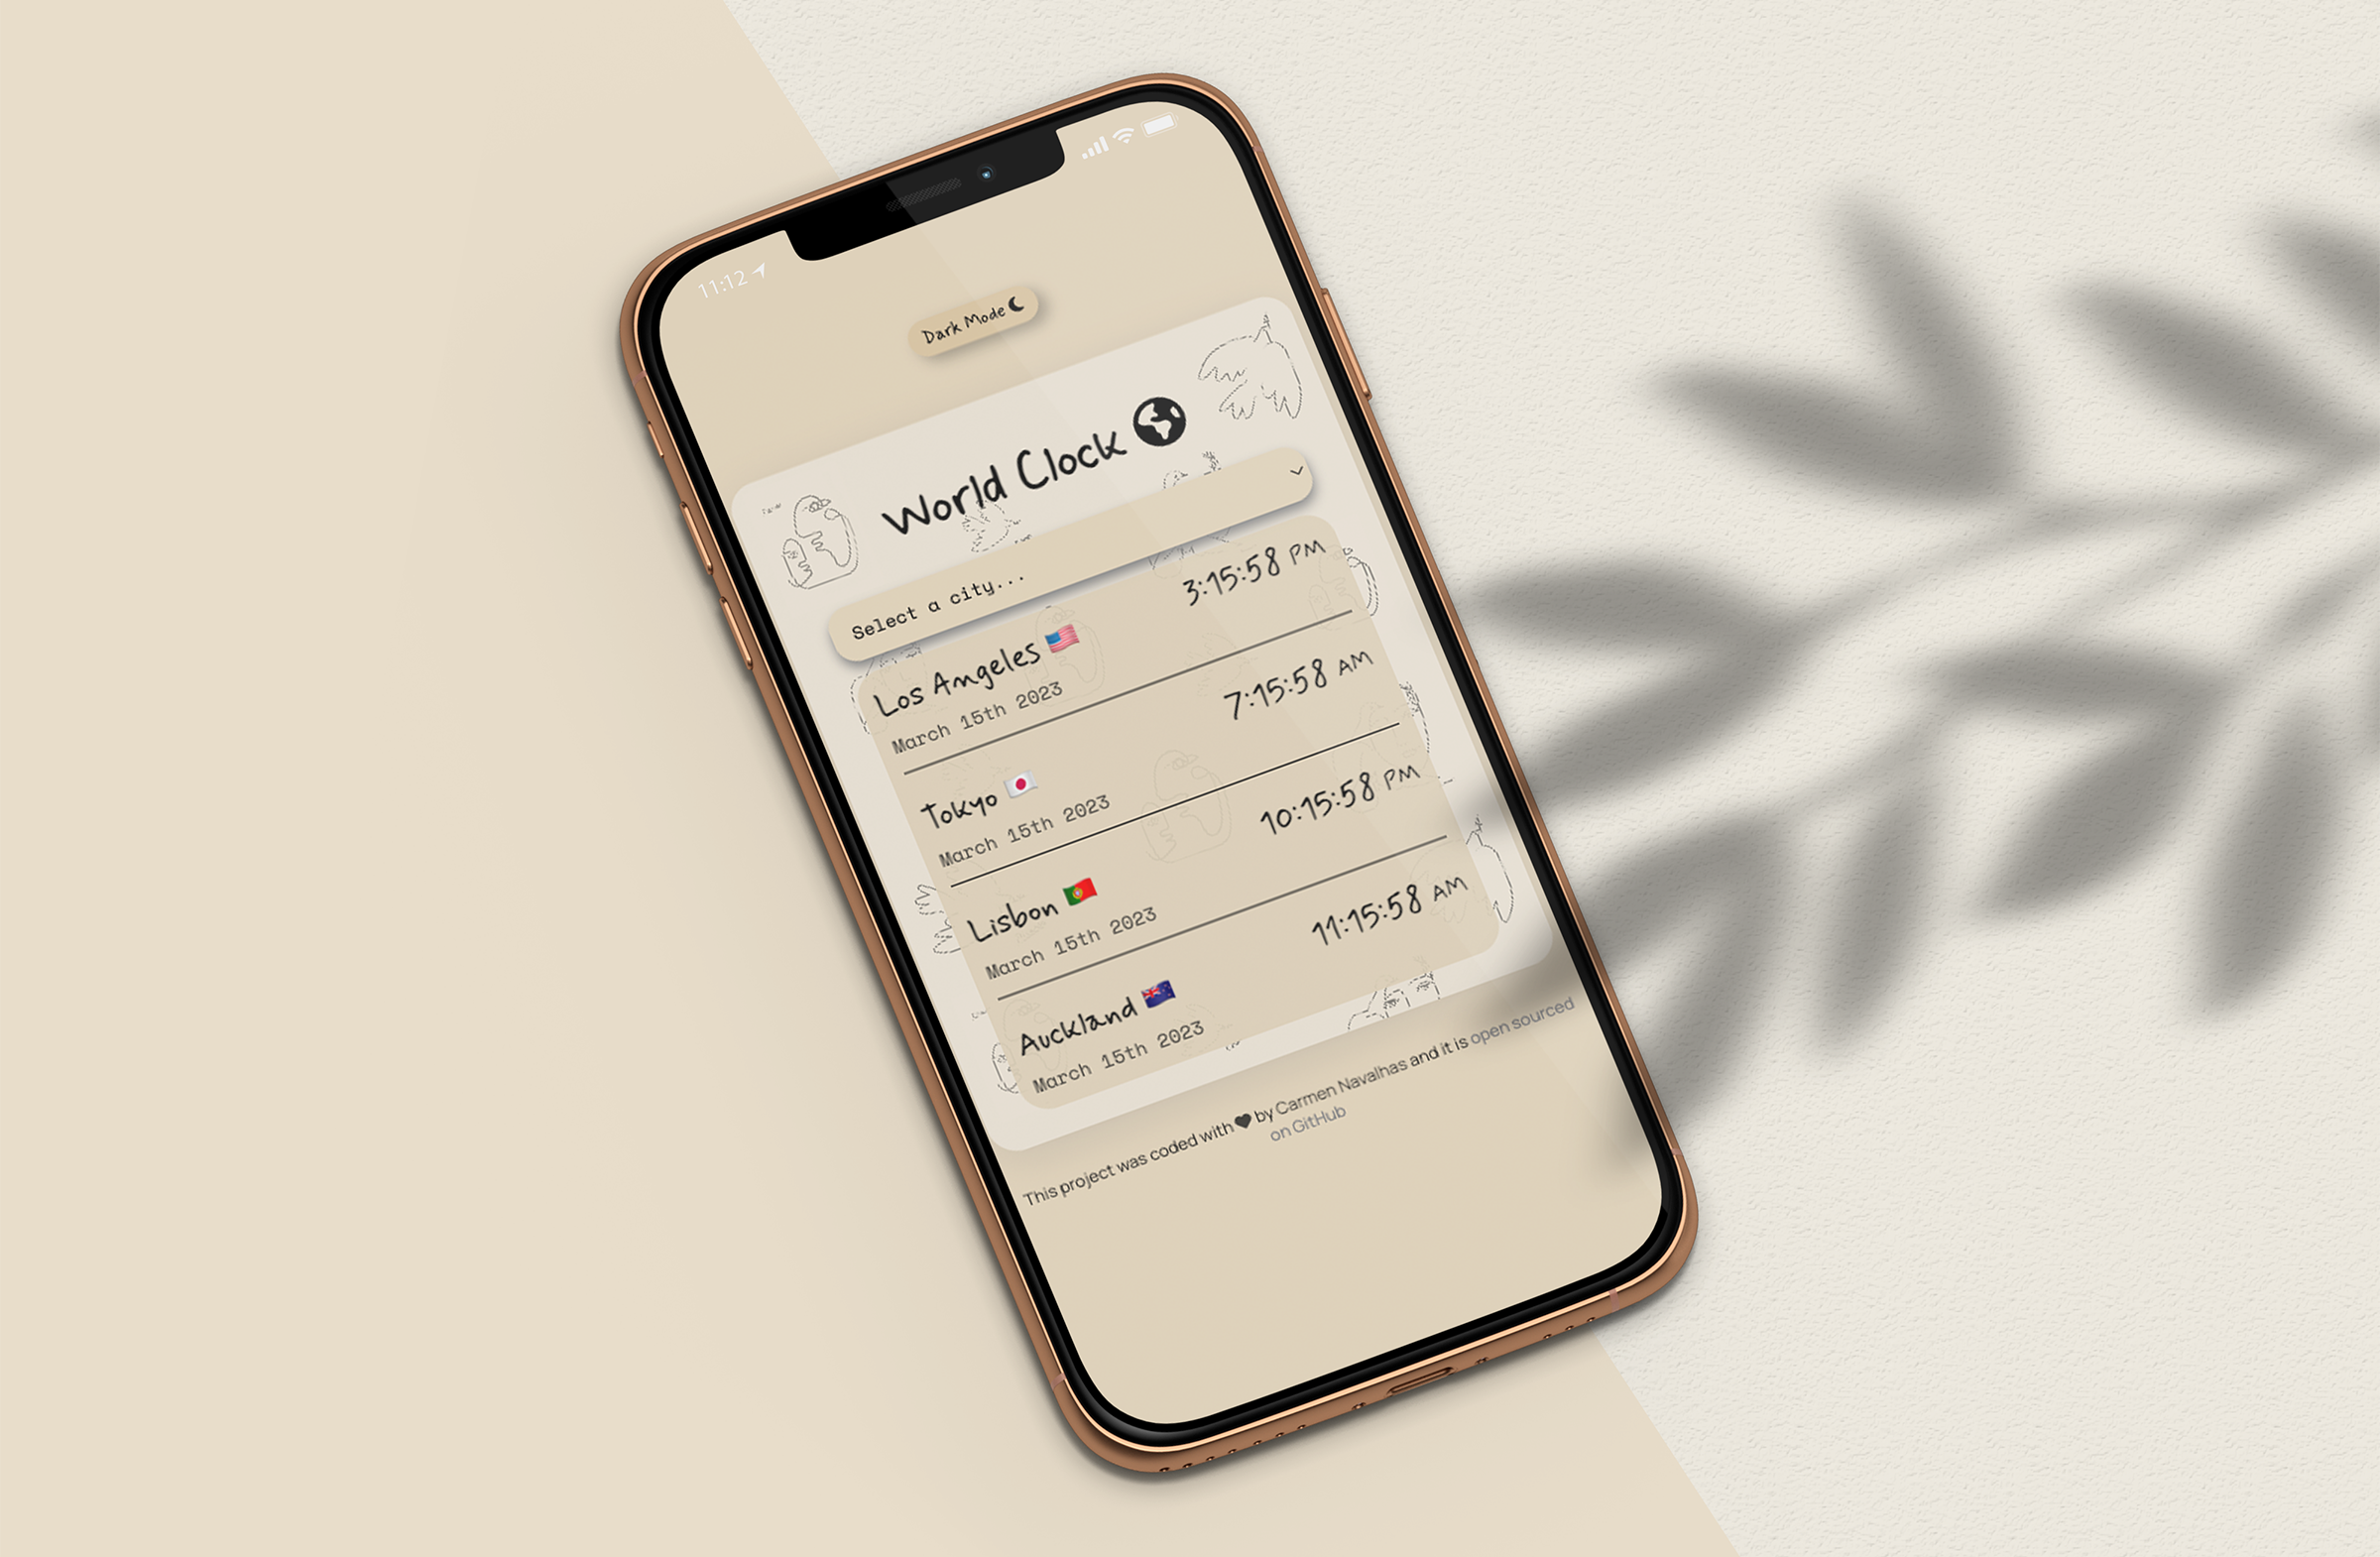 11:12
Dark Mode
World Clock
Select a city...
Los Angeles 3:15:58 PM
March 15th 2023
Tokyo 7:15:58 AM
March 15th 2023
Lisbon 10:15:58 PM
March 15th 2023
Auckland 11:15:58 AM
March 15th 2023
This project was coded with by Carmen Navalhas and it is open sourced
on GitHub